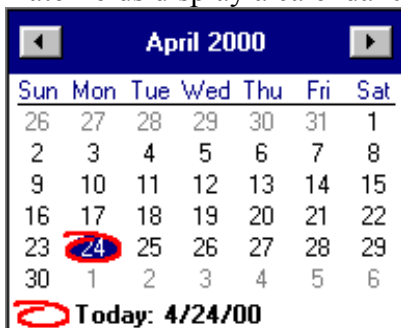 April 2000
Sun Mon Tue Wed Thu Fri Sat
26 27 28 29 30 31 1
2 3 4 5 6 7 8
9 10 11 12 13 14 15
16 17 18 19 20 21 22
23 24 25 26 27 28 29
30 1 2 3 4 5 6
Today: 4/24/00